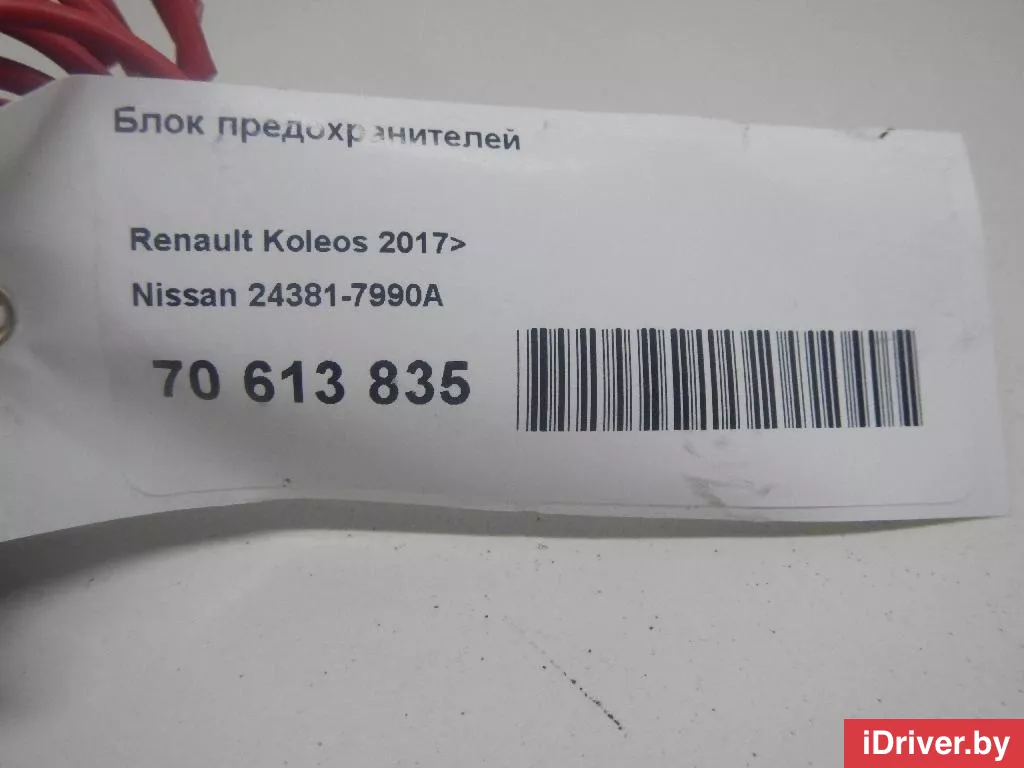 Блок предохранителей
Renault Koleos 2017>
Nissan 24381-7990A
70 613 835
iDriver.by